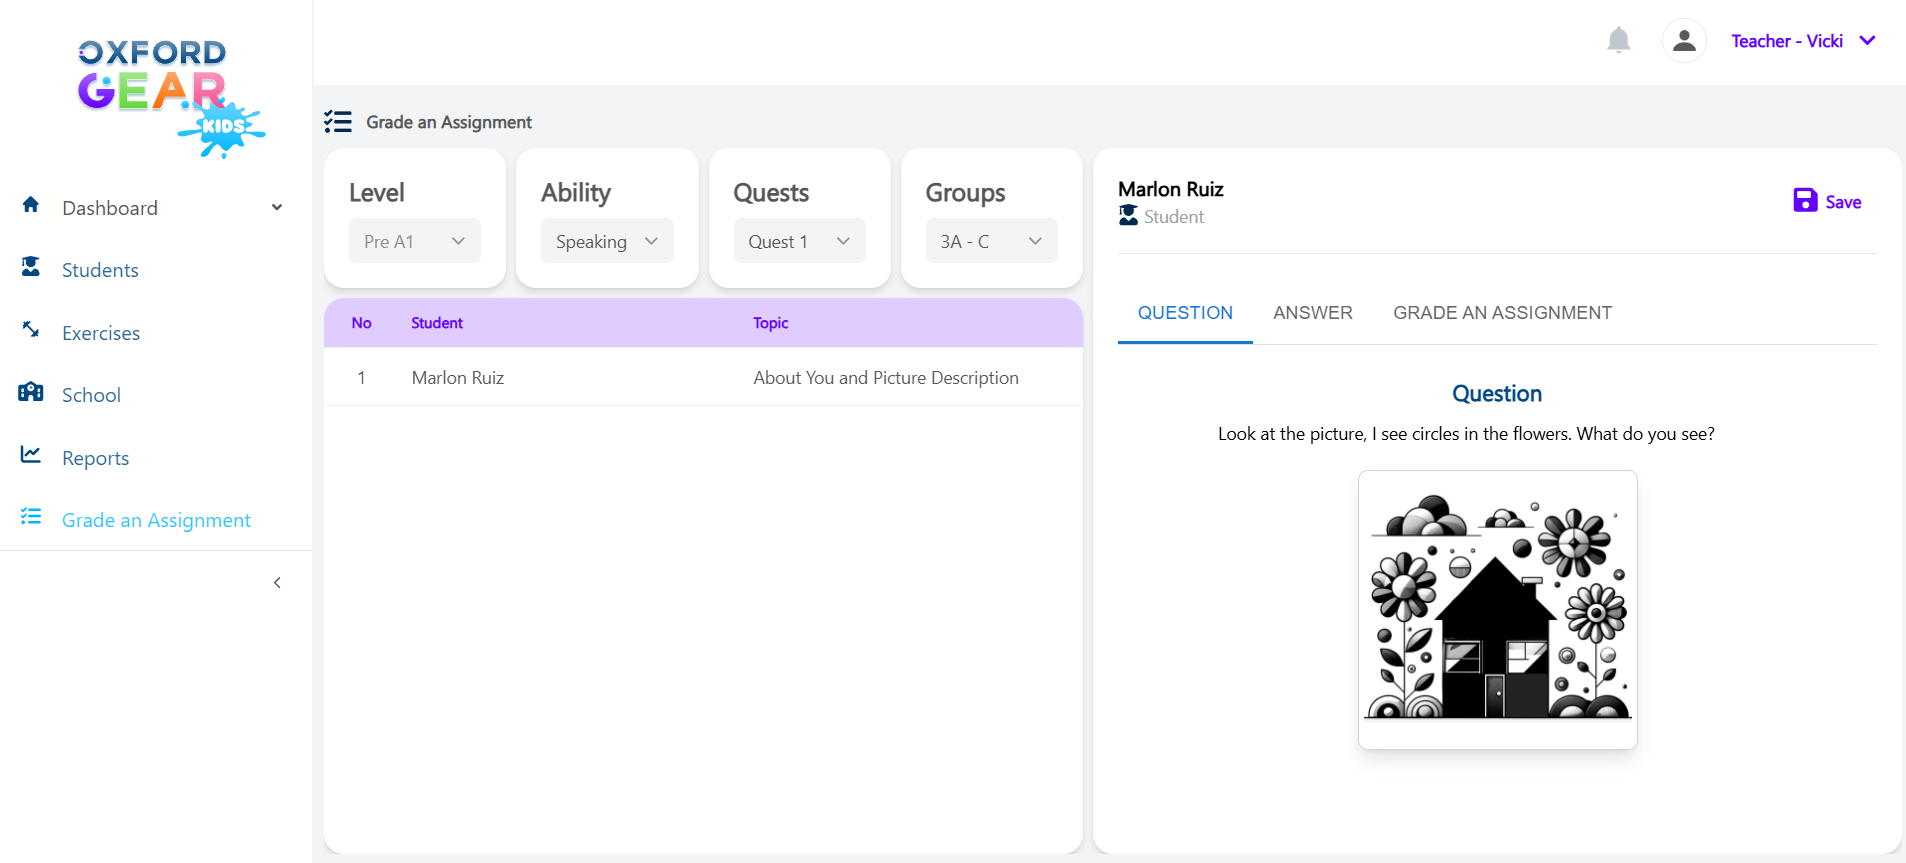 OXFORD
GEAR
KIDS
Dashboard
Students
Exercises
School
Reports
Grade an Assignment
Teacher - Vicki
Grade an Assignment
Level
Pre A1
Ability
Speaking
Quests
Quest 1
Groups
3A - C
No Student Topic
1 Marlon Ruiz About You and Picture Description
Marlon Ruiz
Student
Save
QUESTION ANSWER GRADE AN ASSIGNMENT
Question
Look at the picture, I see circles in the flowers. What do you see?